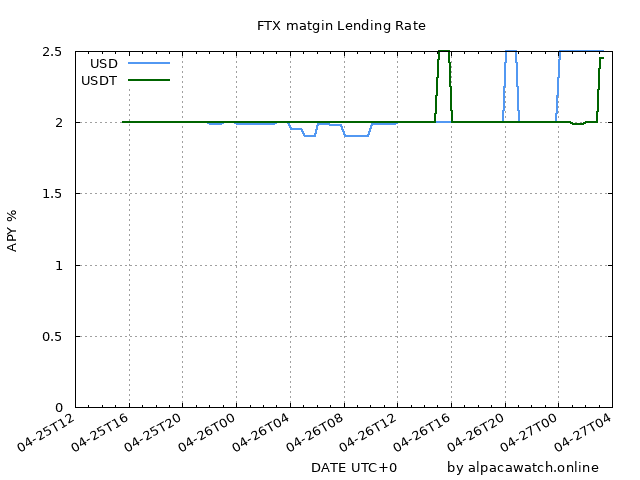 FTX matgin Lending Rate
USD
USDT
2.5
2
1.5
1
0.5
0
APY %
04-25T12
04-25T16
04-25T20
04-26T00
04-26T04
04-26T08
04-26T12
04-26T16
04-26T20
04-27T00
04-27T04
DATE UTC+0
by alpacawatch.online